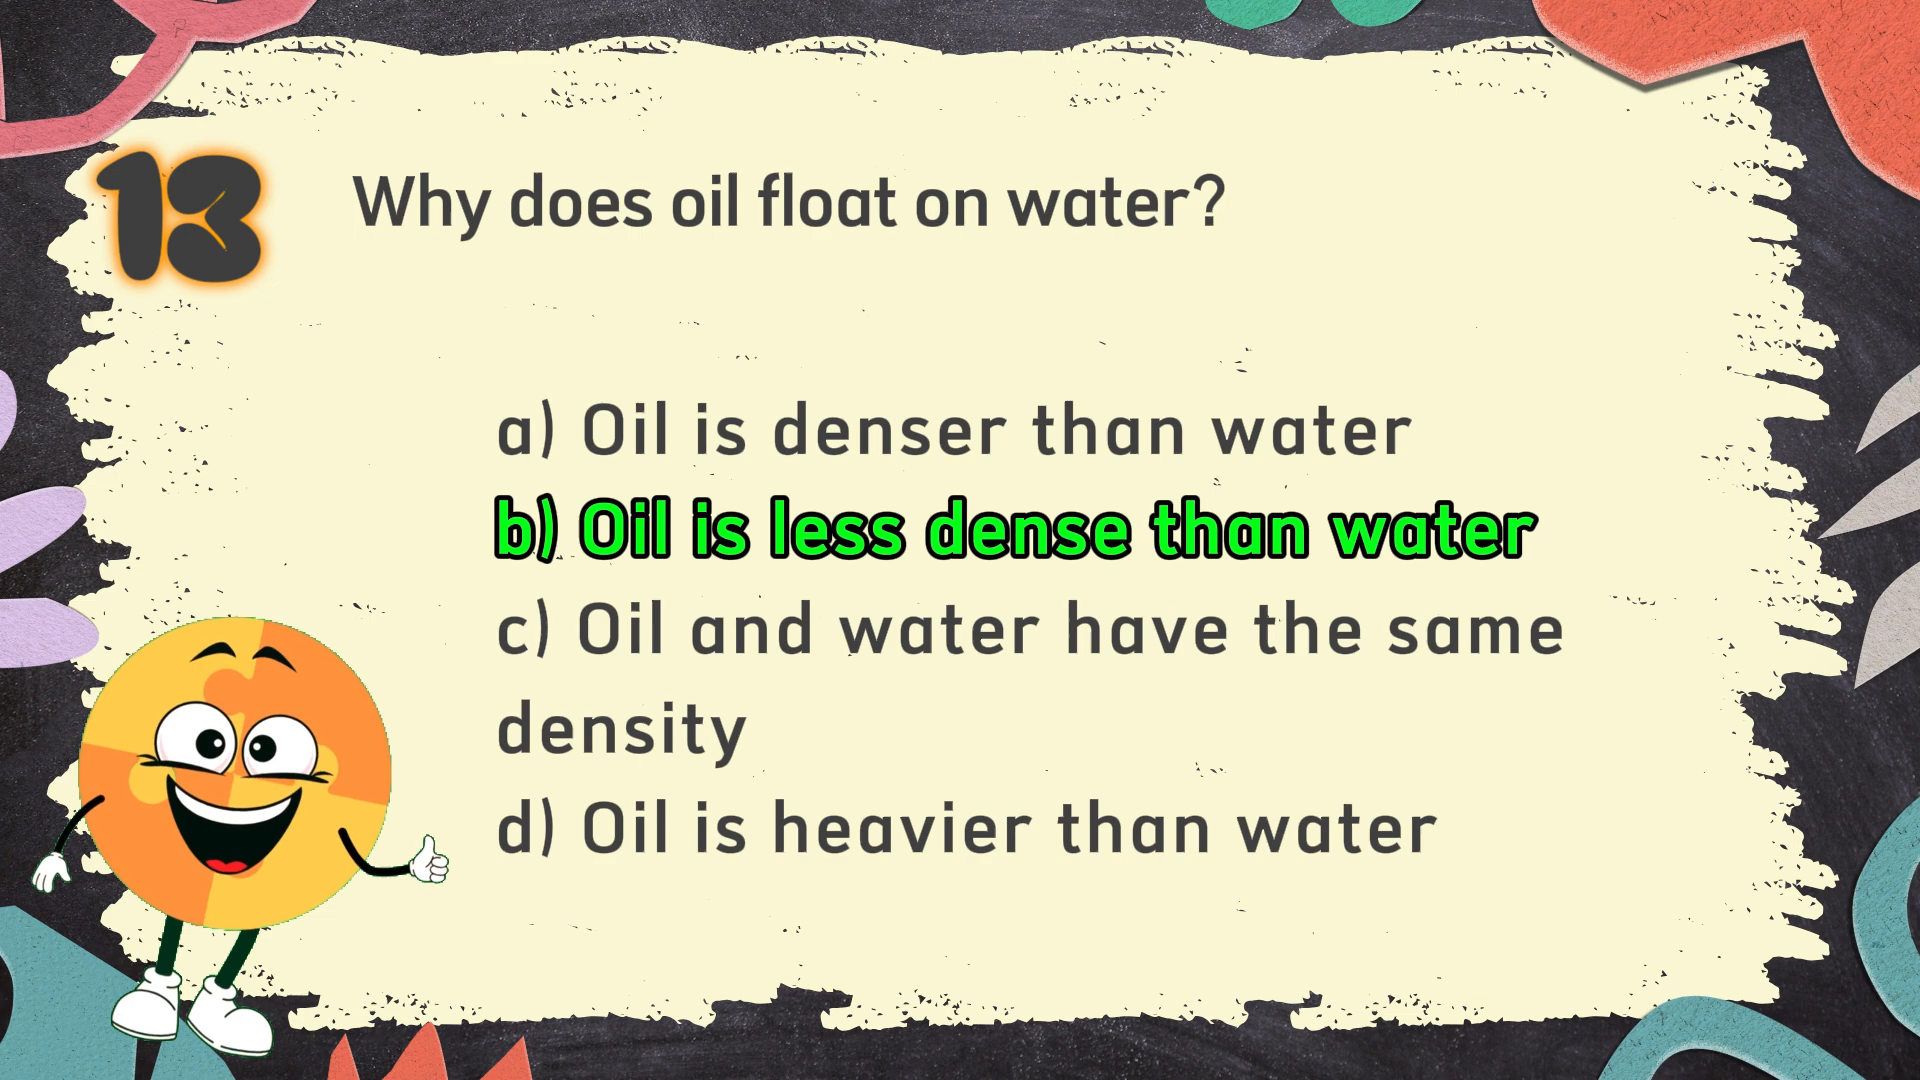 13
Why does oil float on water?
a) Oil is denser than water
b) Oil is less dense than water
c) Oil and water have the same
density
d) Oil is heavier than water